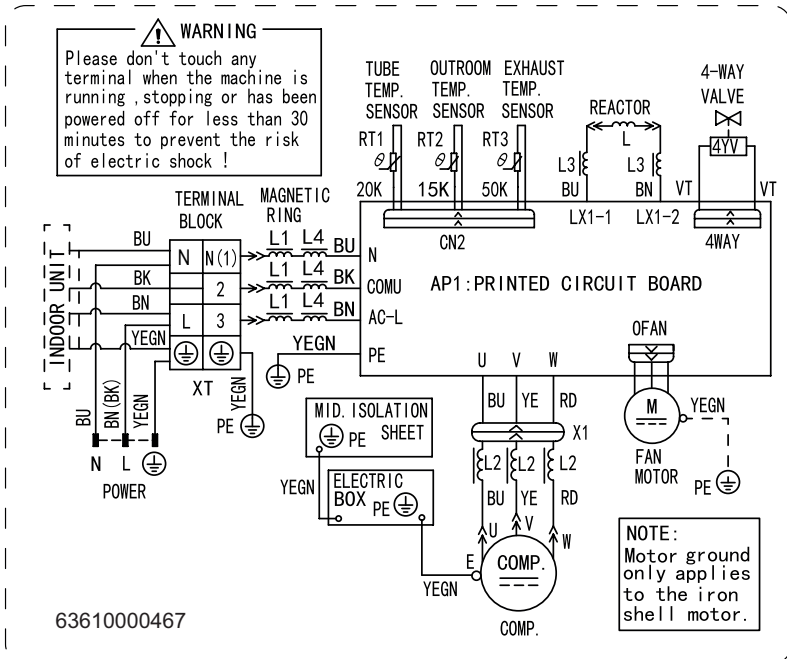 WARNING
Please don't touch any
terminal when the machine is
running ,stopping or has been
powered off for less than 30
minutes to prevent the risk
of electric shock !
TUBE
TEMP.
SENSOR
OUTROOM
TEMP.
SENSOR
EXHAUST
TEMP.
SENSOR
RT1
RT2
RT3
θ
θ
θ
20K
15K
50K
CN2
REACTOR
L
L3
L3
BU
BN
LX1-1
LX1-2
4-WAY
VALVE
4YV
VT
VT
4WAY
TERMINAL
BLOCK
MAGNETIC
RING
INDOOR UNIT
BU
BK
BN
YEGN
N
N(1)
2
L
3
XT
L1
L4
BU
L1
L4
BK
L1
L4
BN
N
COMU
AC-L
PE
AP1:PRINTED CIRCUIT BOARD
YEGN
PE
YEGN
PE
BU
BN(BK)
YEGN
N
L
POWER
U
V
W
BU
YE
RD
X1
L2
L2
L2
BU
YE
RD
U
V
W
E
COMP.
COMP.
YEGN
OFAN
M
FAN
MOTOR
YEGN
PE
MID. ISOLATION
SHEET
PE
YEGN
ELECTRIC
BOX
PE
NOTE:
Motor ground
only applies
to the iron
shell motor.
63610000467